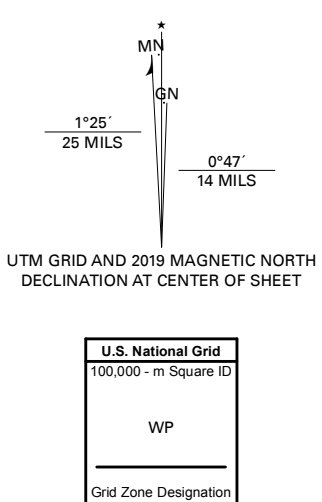 ★
MN
GN
1°25´
25 MILS
0°47´
14 MILS
UTM GRID AND 2019 MAGNETIC NORTH
DECLINATION AT CENTER OF SHEET
U.S. National Grid
100,000 - m Square ID
WP
Grid Zone Designation